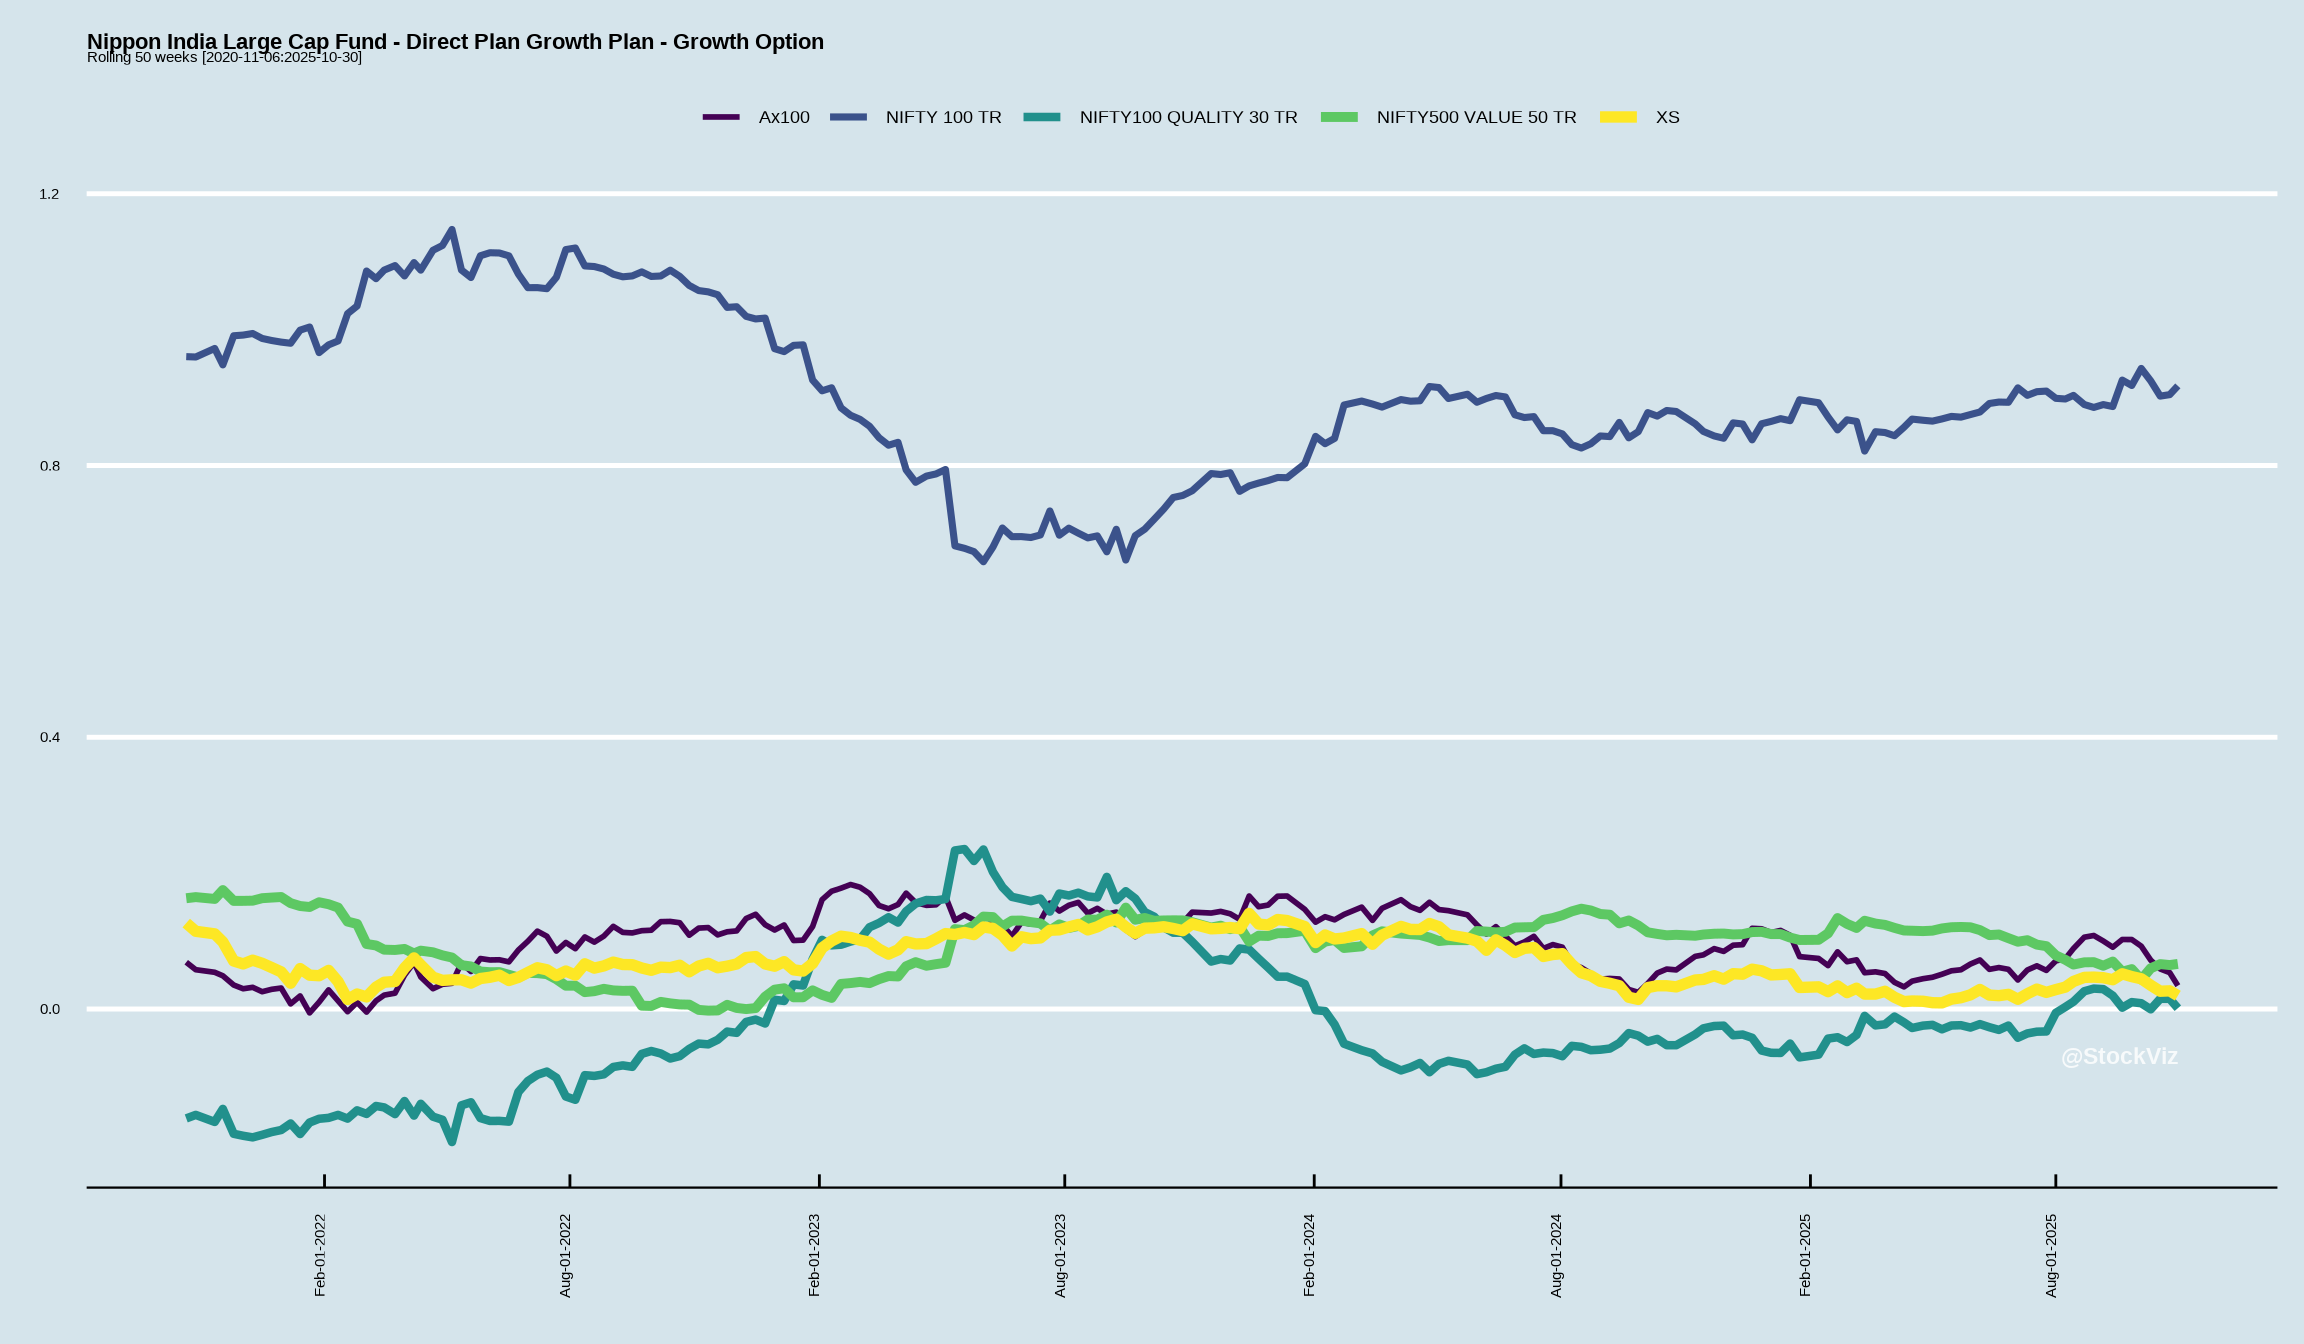 Nippon India Large Cap Fund - Direct Plan Growth Plan - Growth Option
Rolling 50 weeks [2020-11-06:2025-10-30]
Ax100 NIFTY 100 TR NIFTY100 QUALITY 30 TR NIFTY500 VALUE 50 TR XS
1.2
0.8
0.4
0.0
@StockViz
Feb-01-2022
Aug-01-2022
Feb-01-2023
Aug-01-2023
Feb-01-2024
Aug-01-2024
Feb-01-2025
Aug-01-2025